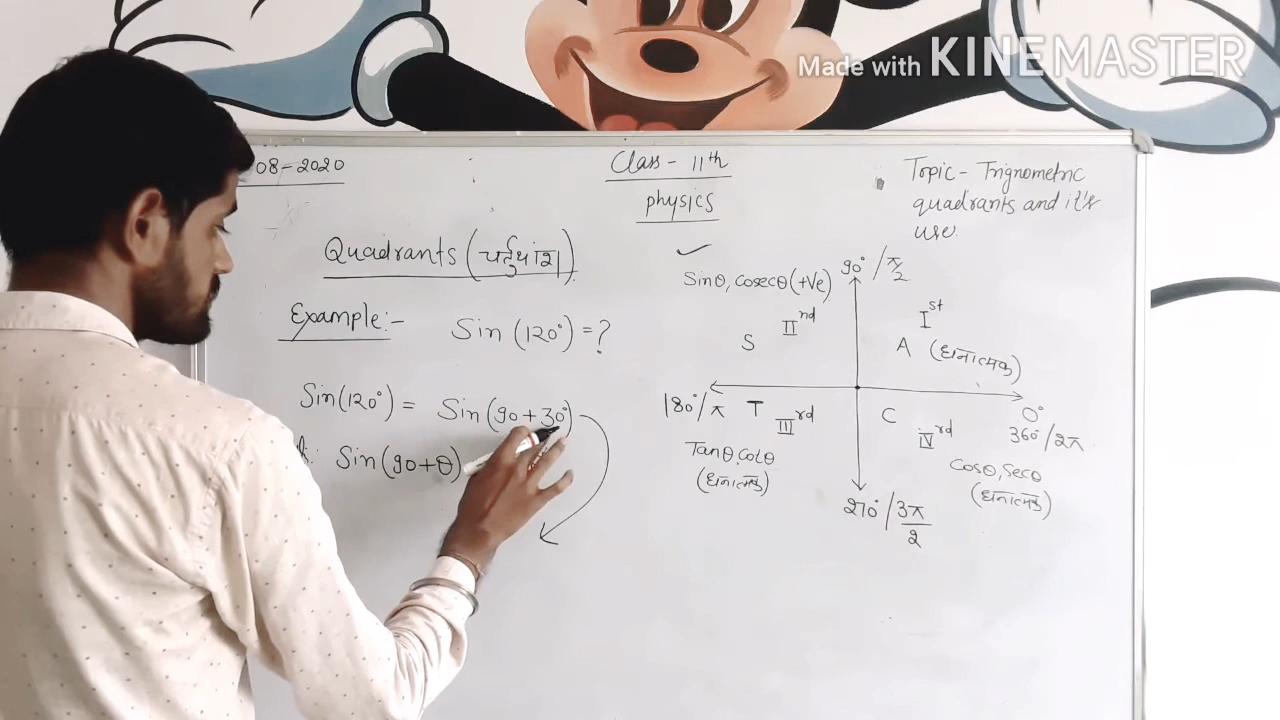 Made with KINEMASTER
08-2020
Class - 11th
physics
Topic - Trignometric
quadrants and it's
use.
Quadrants (चर्तुथांश)
Example:-
Sin (120°) = ?
Sin(120°) = Sin(90+30°)
Sin(90+θ)
90° / π/2
Sinθ, cosecθ (+ve)
IInd
S
Ist
A (धनात्मक)
180°/π
T
IIIrd
Tanθ, Cotθ
(धनात्मक)
C
IVrd
0°
360°/2π
Cosθ, Secθ
(धनात्मक)
270° / 3π/2